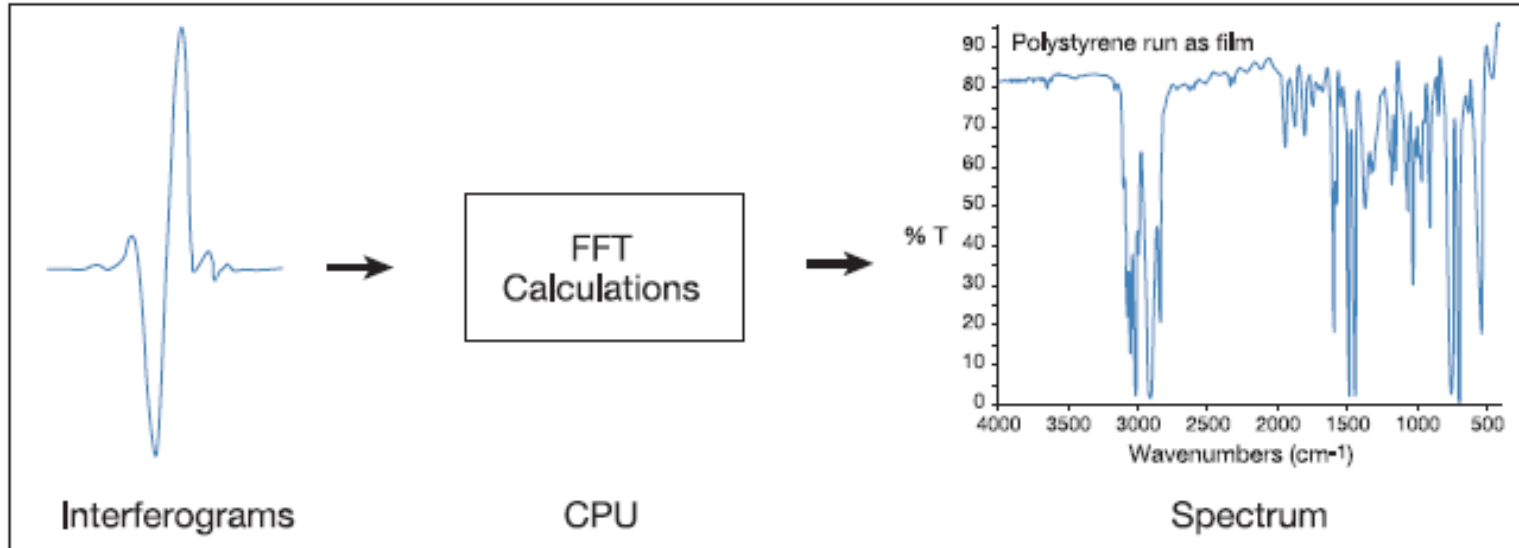 Polystyrene run as film
90
80
70
60
50
40
30
20
10
0
% T
4000 3500 3000 2500 2000 1500 1000 500
Wavenumbers (cm-1)
FFT
Calculations
Interferograms
CPU
Spectrum